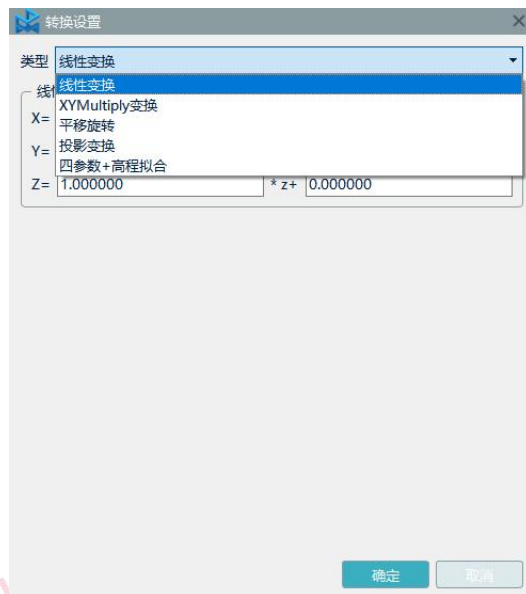 转换设置
类型 线性变换
线性变换
XYMultiply变换
平移旋转
投影变换
四参数+高程拟合
线
X=
Y=
Z= 1.000000 * z+ 0.000000
确定 取消